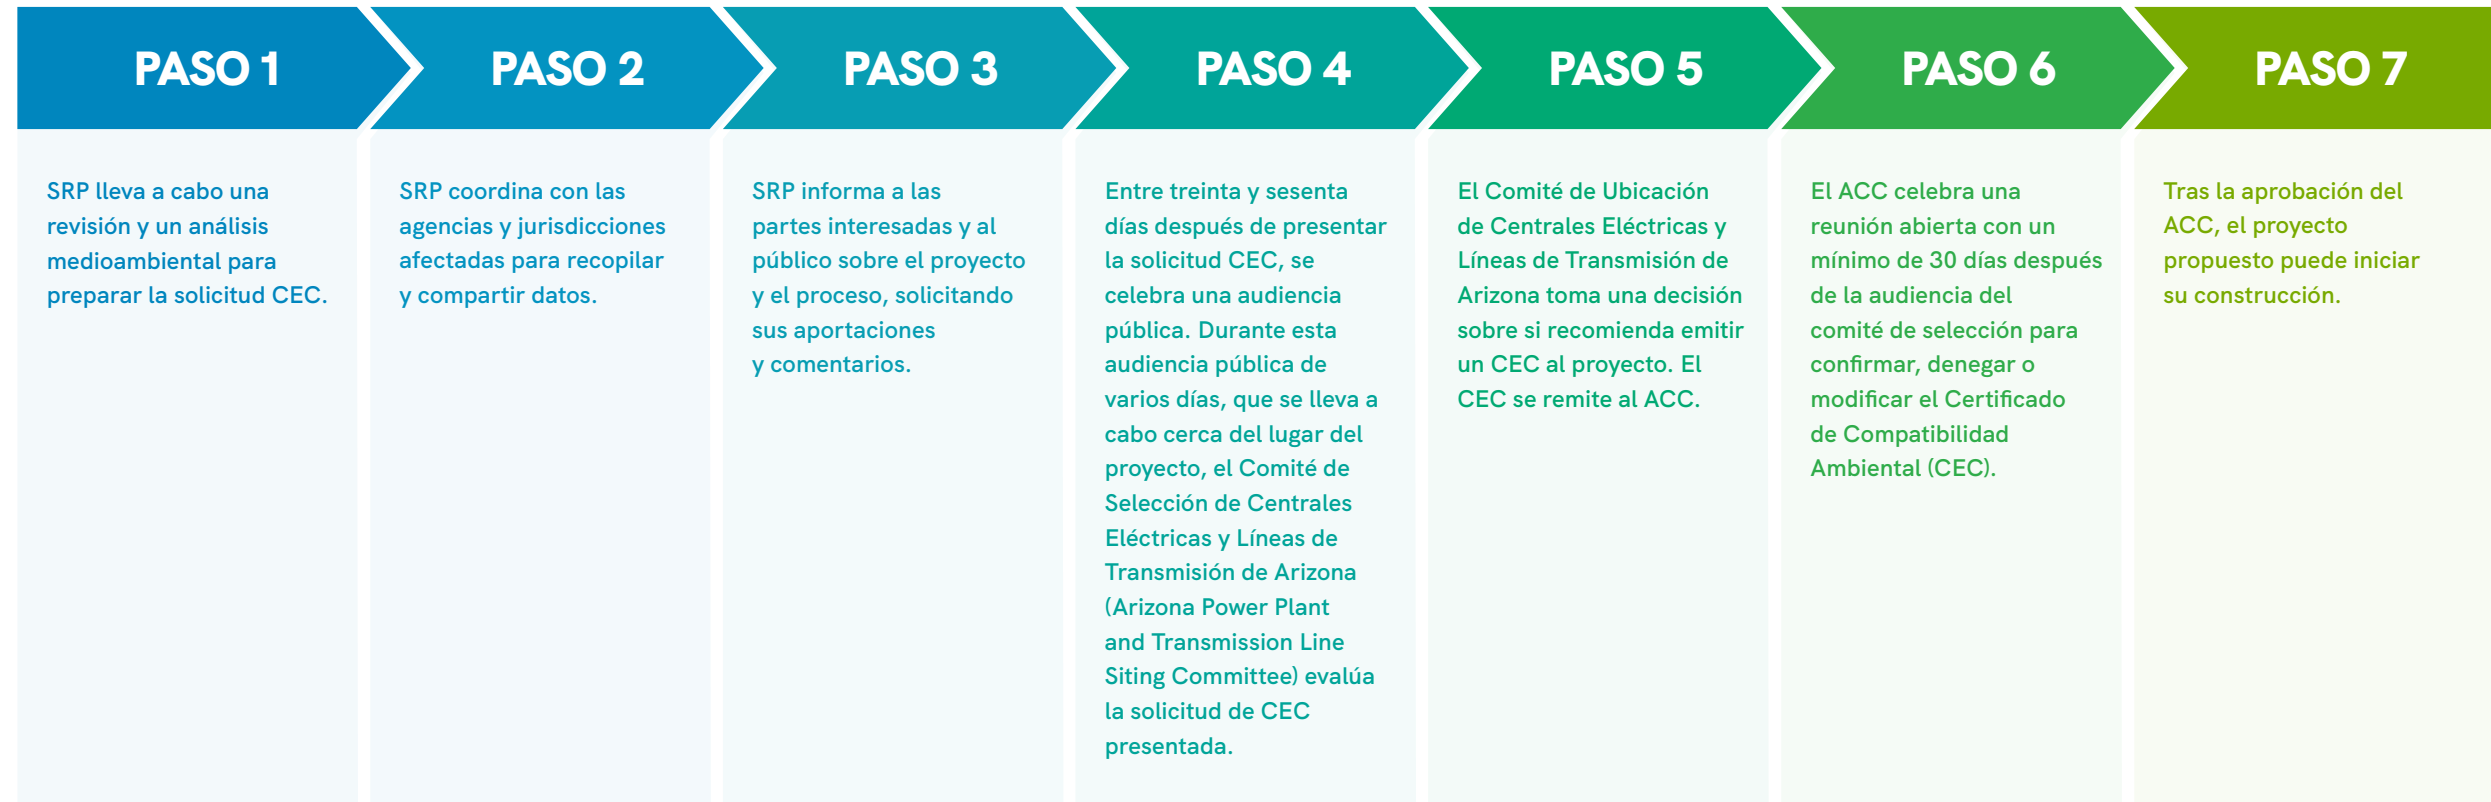 PASO 1
SRP lleva a cabo una
revisión y un análisis
medioambiental para
preparar la solicitud CEC.
PASO 2
SRP coordina con las
agencias y jurisdicciones
afectadas para recopilar
y compartir datos.
PASO 3
SRP informa a las
partes interesadas y al
público sobre el proyecto
y el proceso, solicitando
sus aportaciones
y comentarios.
PASO 4
Entre treinta y sesenta
días después de presentar
la solicitud CEC, se
celebra una audiencia
pública. Durante esta
audiencia pública de
varios días, que se lleva a
cabo cerca del lugar del
proyecto, el Comité de
Selección de Centrales
Eléctricas y Líneas de
Transmisión de Arizona
(Arizona Power Plant
and Transmission Line
Siting Committee) evalúa
la solicitud de CEC
presentada.
PASO 5
El Comité de Ubicación
de Centrales Eléctricas y
Líneas de Transmisión de
Arizona toma una decisión
sobre si recomienda emitir
un CEC al proyecto. El
CEC se remite al ACC.
PASO 6
El ACC celebra una
reunión abierta con un
mínimo de 30 días después
de la audiencia del
comité de selección para
confirmar, denegar o
modificar el Certificado
de Compatibilidad
Ambiental (CEC).
PASO 7
Tras la aprobación del
ACC, el proyecto
propuesto puede iniciar
su construcción.